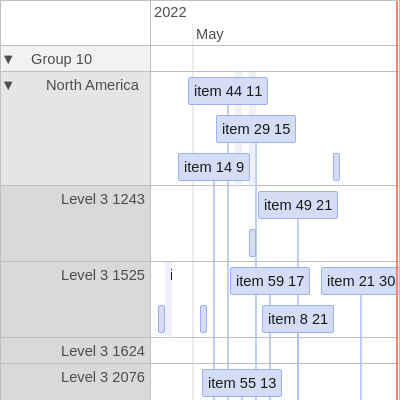 2022
May
▼ Group 10
▼ North America
item 44 11
item 29 15
item 14 9
Level 3 1243
item 49 21
Level 3 1525
i
item 59 17
item 21 30
item 8 21
Level 3 1624
Level 3 2076
item 55 13